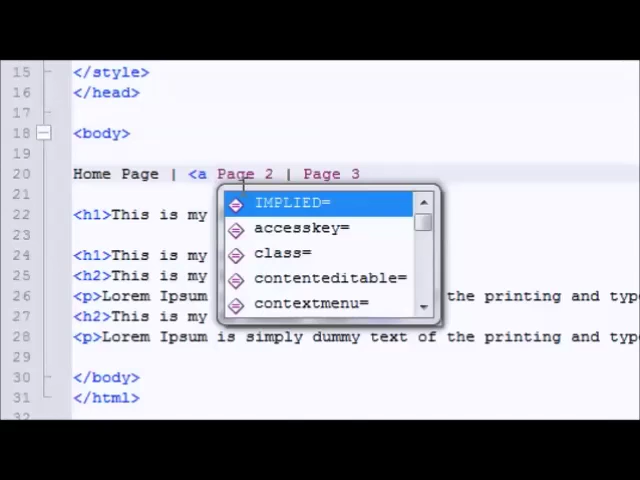 15 </style>
16 </head>
17
18 <body>
19
20 Home Page | <a Page 2 | Page 3
21
22 <h1>This is my
23
24 <h1>This is my
25 <h2>This is my
26 <p>Lorem Ipsum the printing and type
27 <h2>This is my
28 <p>Lorem Ipsum is simply dummy text of the printing and type
29
30 </body>
31 </html>
32
IMPLIED=
accesskey=
class=
contenteditable=
contextmenu=